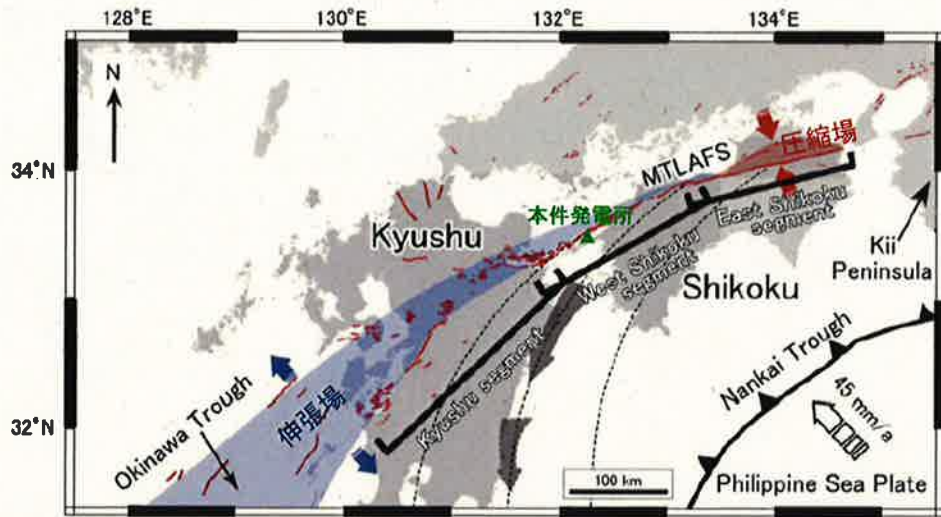 128°E
130°E
132°E
134°E
N
34°N
32°N
圧縮場
MTLAFS
本件発電所
East Shikoku
segment
Kyushu
West Shikoku
segment
Kii
Peninsula
Shikoku
Kyushu segment
Nankai Trough
45 mm/a
伸張場
Okinawa Trough
100 km
Philippine Sea Plate